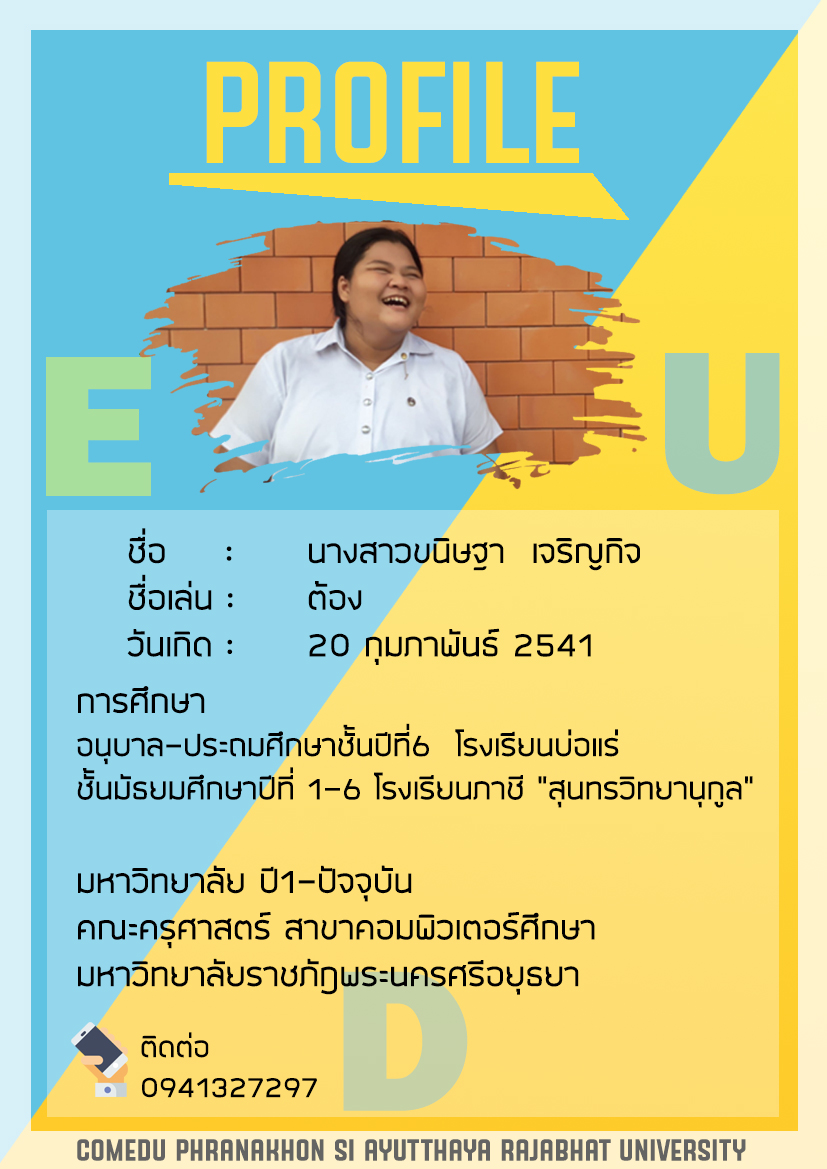 PROFILE
E
U
ชื่อ : นางสาวขนิษฐา เจริญกิจ
ชื่อเล่น : ต้อง
วันเกิด : 20 กุมภาพันธ์ 2541
การศึกษา
อนุบาล-ประถมศึกษาชั้นปีที่6 โรงเรียนบ่อแร่
ชั้นมัธยมศึกษาปีที่ 1-6 โรงเรียนภาชี "สุนทรวิทยานุกูล"
มหาวิทยาลัย ปี1-ปัจจุบัน
คณะครุศาสตร์ สาขาคอมพิวเตอร์ศึกษา
มหาวิทยาลัยราชภัฏพระนครศรีอยุธยา
D
ติดต่อ
0941327297
COMEDU PHRANAKHON SI AYUTTHAYA RAJABHAT UNIVERSITY